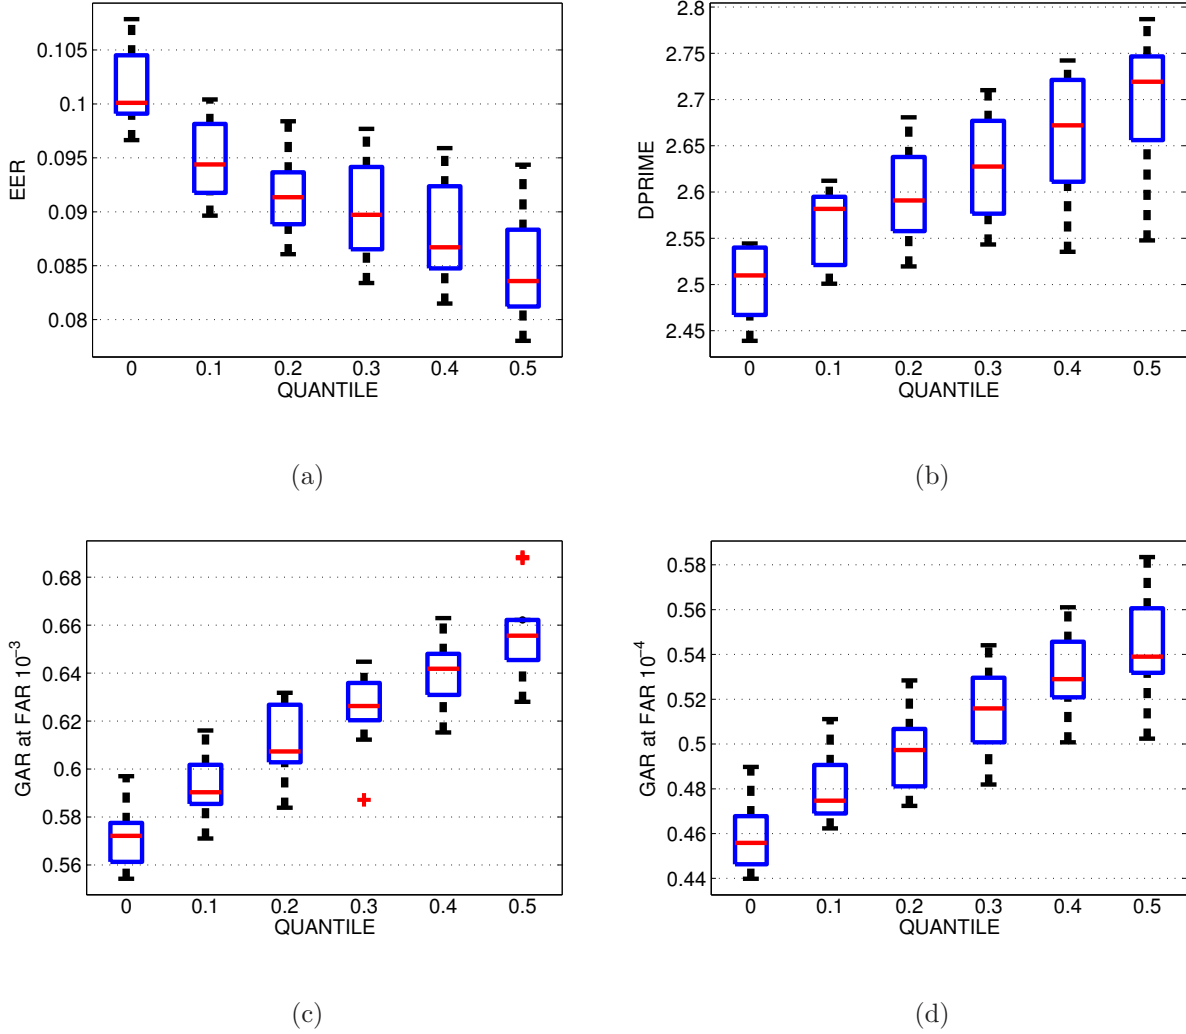 0.105
0.1
0.095
0.09
0.085
0.08
EER
0 0.1 0.2 0.3 0.4 0.5
QUANTILE
(a)
2.8
2.75
2.7
2.65
2.6
2.55
2.5
2.45
DPRIME
0 0.1 0.2 0.3 0.4 0.5
QUANTILE
(b)
0.68
0.66
0.64
0.62
0.6
0.58
0.56
GAR at FAR 10⁻³
0 0.1 0.2 0.3 0.4 0.5
QUANTILE
(c)
0.58
0.56
0.54
0.52
0.5
0.48
0.46
0.44
GAR at FAR 10⁻⁴
0 0.1 0.2 0.3 0.4 0.5
QUANTILE
(d)